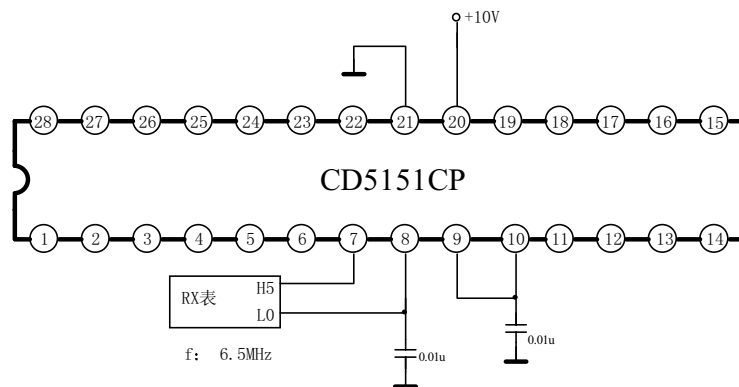 +10V
28 27 26 25 24 23 22 21 20 19 18 17 16 15
CD5151CP
1 2 3 4 5 6 7 8 9 10 11 12 13 14
RX表
H5
LO
0.01u
0.01u
f: 6.5MHz